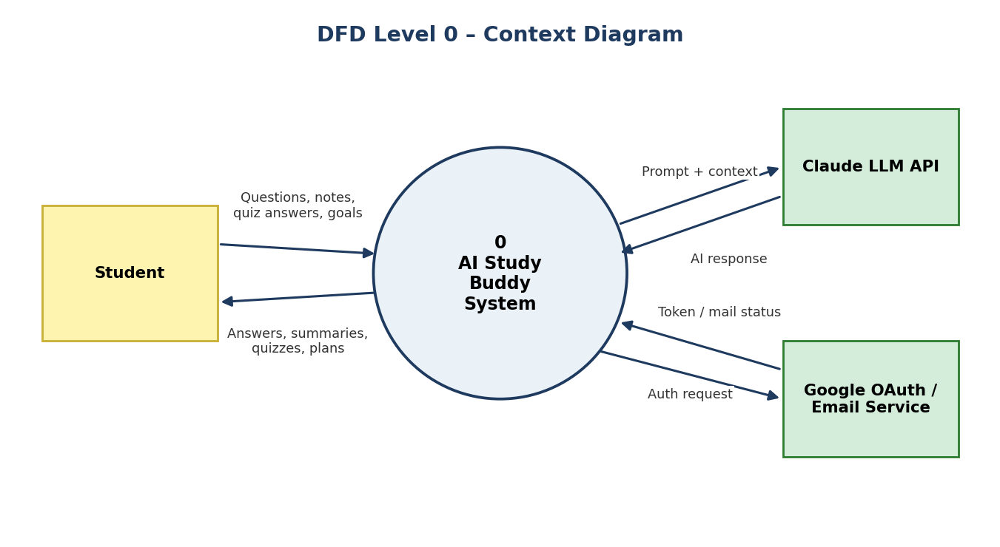 DFD Level 0 – Context Diagram
Questions, notes,
quiz answers, goals
Student
Answers, summaries,
quizzes, plans
0
AI Study
Buddy
System
Prompt + context
Claude LLM API
AI response
Token / mail status
Google OAuth /
Email Service
Auth request